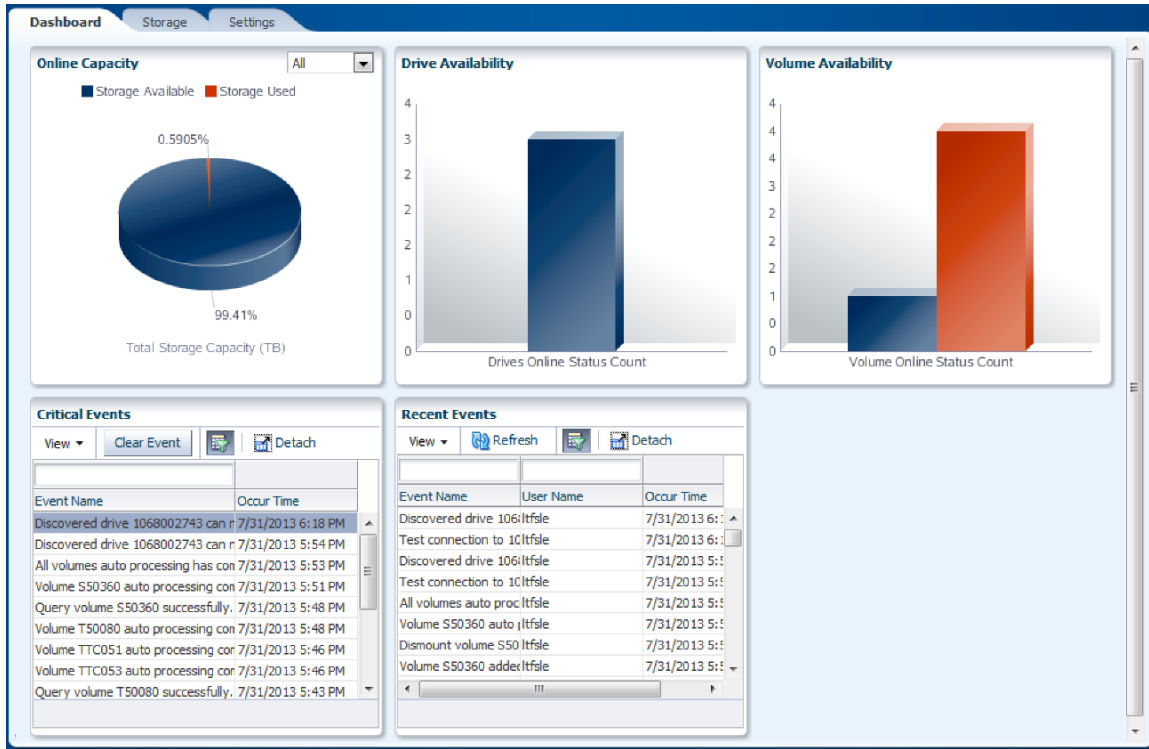 Dashboard Storage Settings
Online Capacity All
Storage Available Storage Used
0.5905%
99.41%
Total Storage Capacity (TB)
Drive Availability
4
3
2
2
2
1
0
0
Drives Online Status Count
Volume Availability
4
4
4
3
2
2
2
1
0
0
Volume Online Status Count
Critical Events
View Clear Event Detach
Event Name Occur Time
Discovered drive 1068002743 can r 7/31/2013 6:18 PM
Discovered drive 1068002743 can r 7/31/2013 5:54 PM
All volumes auto processing has con 7/31/2013 5:53 PM
Volume S50360 auto processing con 7/31/2013 5:51 PM
Query volume S50360 successfully. 7/31/2013 5:48 PM
Volume T50080 auto processing con 7/31/2013 5:48 PM
Volume TTC051 auto processing cor 7/31/2013 5:46 PM
Volume TTC053 auto processing cor 7/31/2013 5:46 PM
Query volume T50080 successfully. 7/31/2013 5:43 PM
Recent Events
View Refresh Detach
Event Name User Name Occur Time
Discovered drive 106 ltfsle 7/31/2013 6:1
Test connection to 10 ltfsle 7/31/2013 6:1
Discovered drive 106 ltfsle 7/31/2013 5:5
Test connection to 10 ltfsle 7/31/2013 5:5
All volumes auto proc ltfsle 7/31/2013 5:5
Volume S50360 auto ltfsle 7/31/2013 5:5
Dismount volume S50 ltfsle 7/31/2013 5:5
Volume S50360 added ltfsle 7/31/2013 5:5